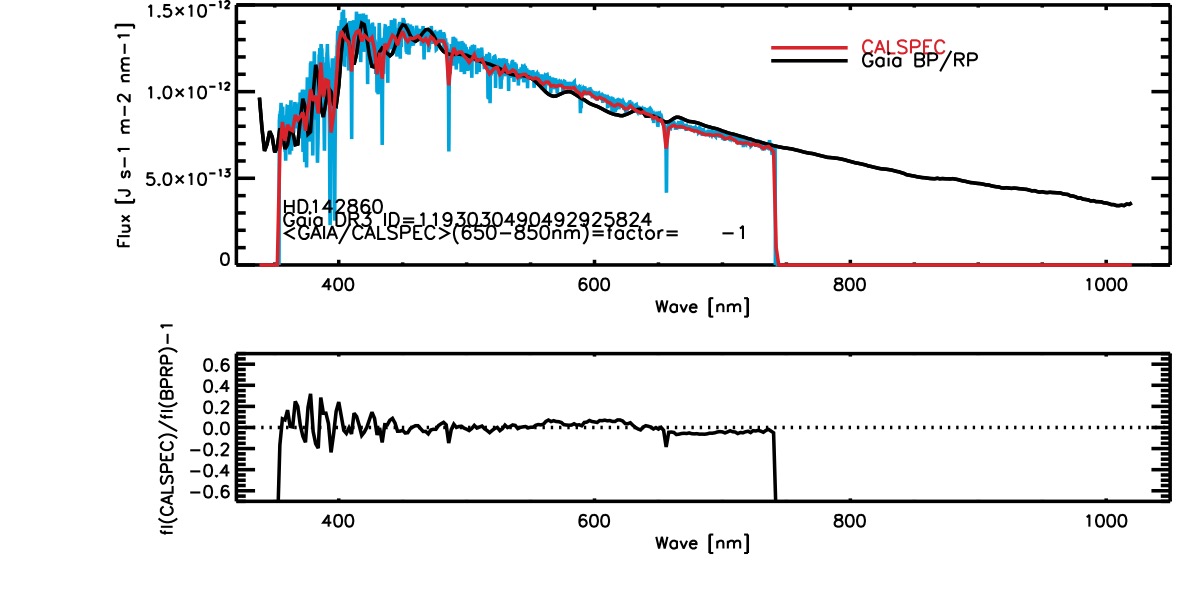 1.5×10−12
1.0×10−12
5.0×10−13
0
Flux [J s−1 m−2 nm−1]
CALSPEC
Gaia BP/RP
HD142860
Gaia DR3 ID=1193030490492925824
<GAIA/CALSPEC>(650−850nm)=factor= −1
400 600 800 1000
Wave [nm]
fl(CALSPEC)/fl(BPRP)−1
0.6
0.4
0.2
0.0
−0.2
−0.4
−0.6
400 600 800 1000
Wave [nm]